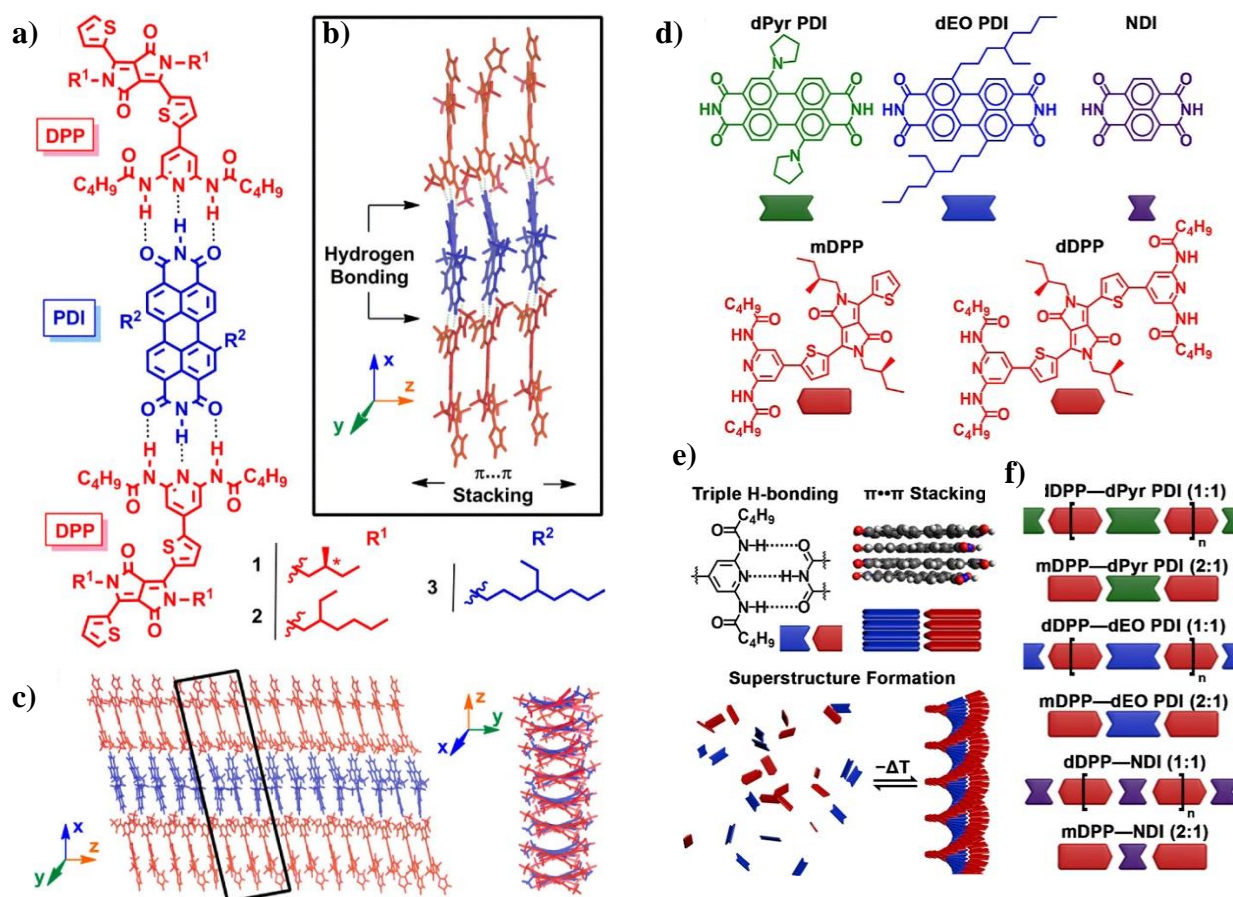 a)
S
O
N–R¹
R¹–N
O
S
DPP
O
O
C₄H₉
N
N
N
C₄H₉
H
H
H
O
N
O
PDI
R²
R²
O
N
O
H
H
H
C₄H₉
N
N
N
C₄H₉
O
O
DPP
S
O
R¹–N
N–R¹
O
S
R¹
R²
1
*
2
3
b)
Hydrogen
Bonding
x
z
y
π...π
Stacking
c)
x
z
y
z
y
x
d)
dPyr PDI
dEO PDI
NDI
N
O
O
HN
NH
O
O
N
O
O
HN
NH
O
O
O
O
HN
NH
O
O
mDPP
dDPP
C₄H₉
O
HN
N
HN
O
C₄H₉
S
N
O
O
N
S
C₄H₉
O
NH
N
HN
O
C₄H₉
S
N
O
O
N
S
C₄H₉
O
HN
N
HN
O
C₄H₉
e)
Triple H-bonding
π••π Stacking
C₄H₉
O
N–H
O
N
H–N
N–H
O
O
C₄H₉
Superstructure Formation
−ΔT
f)
dDPP—dPyr PDI (1:1)
n
mDPP—dPyr PDI (2:1)
dDPP—dEO PDI (1:1)
n
mDPP—dEO PDI (2:1)
dDPP—NDI (1:1)
n
mDPP—NDI (2:1)